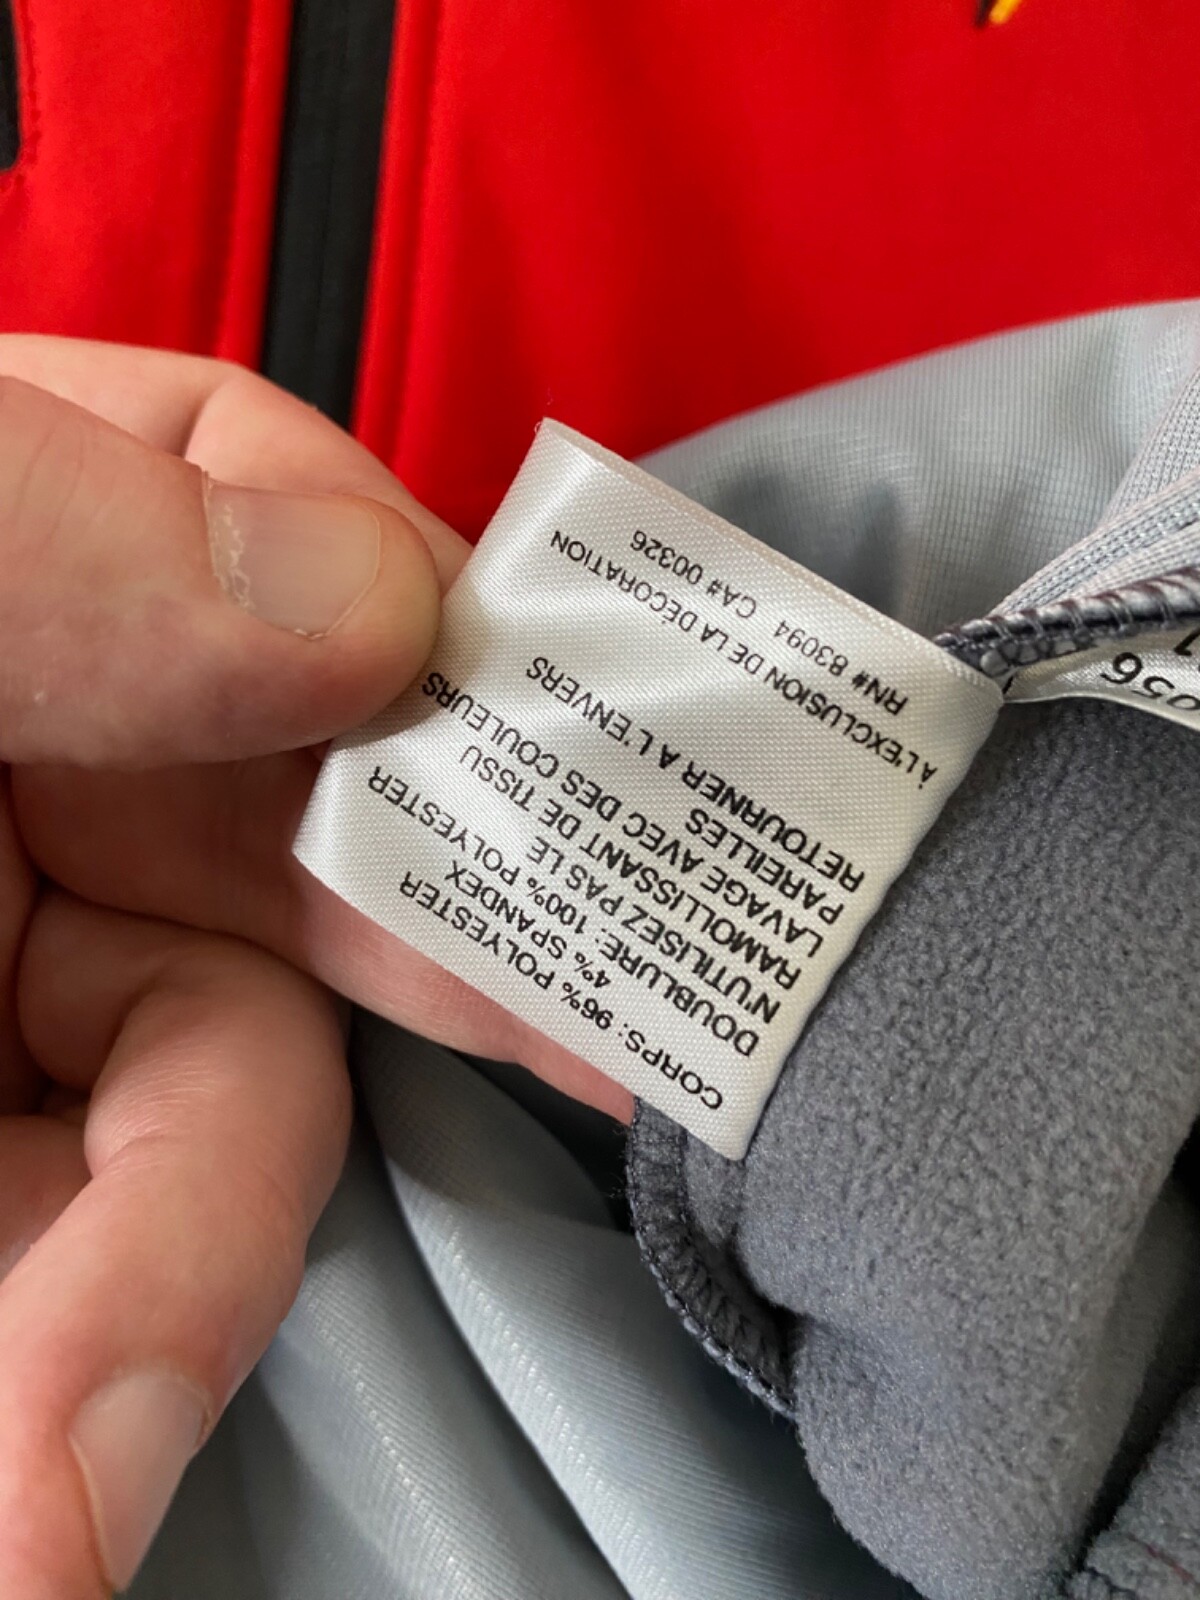 CORPS: 96% POLYESTER
4% SPANDEX
DOUBLURE: 100% POLYESTER
N'UTILISEZ PAS LE
RAMOLLISSANT DE TISSU
LAVAGE AVEC DES COULEURS
PAREILLES
RETOURNER A L'ENVERS
À L'EXCLUSION DE LA DÉCORATION
RN# 83094 CA# 00326